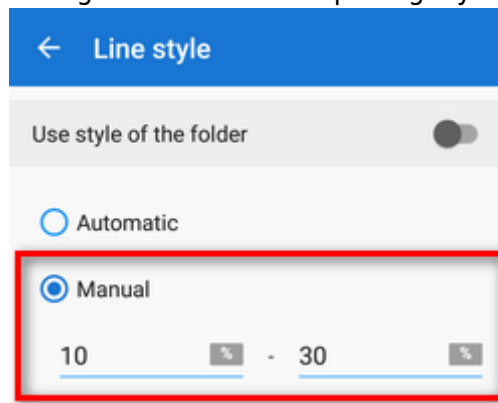 Line style
Use style of the folder
Automatic
Manual
10 % - 30 %